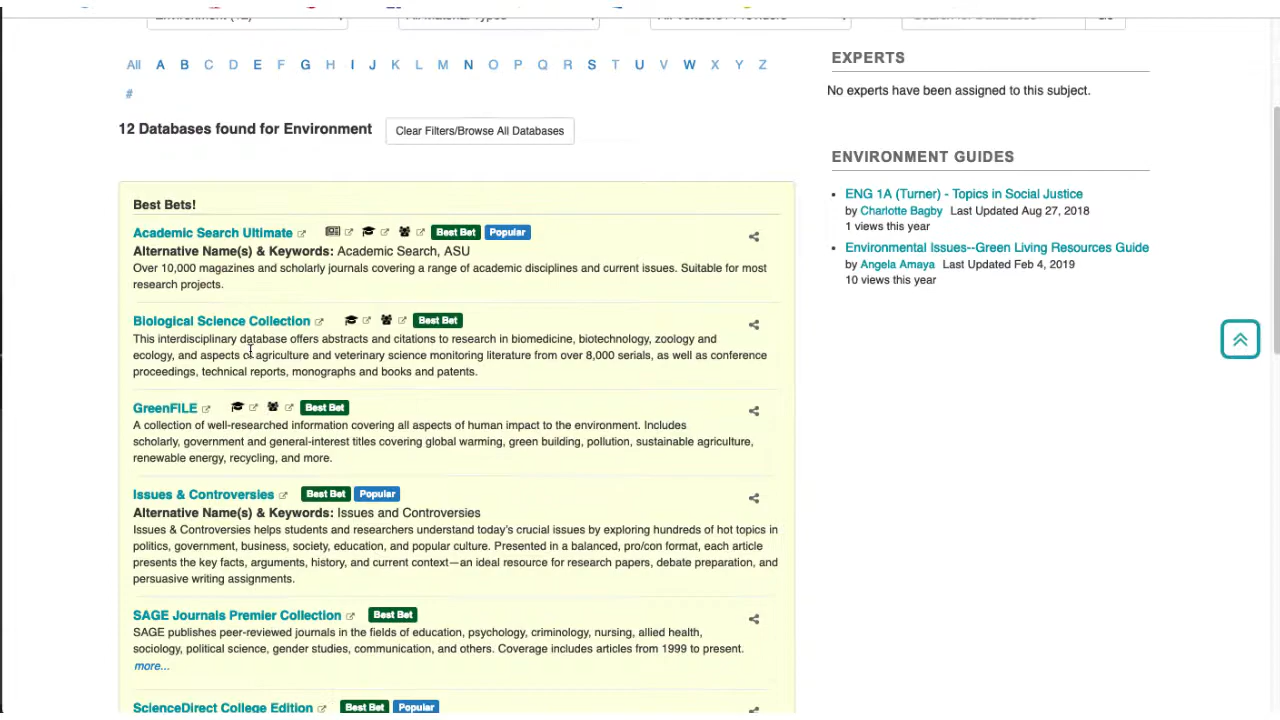 All A B C D E F G H I J K L M N O P Q R S T U V W X Y Z
#
12 Databases found for Environment
Clear Filters/Browse All Databases
Best Bets!
Academic Search Ultimate Best Bet Popular
Alternative Name(s) & Keywords: Academic Search, ASU
Over 10,000 magazines and scholarly journals covering a range of academic disciplines and current issues. Suitable for most
research projects.
Biological Science Collection Best Bet
This interdisciplinary database offers abstracts and citations to research in biomedicine, biotechnology, zoology and
ecology, and aspects of agriculture and veterinary science monitoring literature from over 8,000 serials, as well as conference
proceedings, technical reports, monographs and books and patents.
GreenFILE Best Bet
A collection of well-researched information covering all aspects of human impact to the environment. Includes
scholarly, government and general-interest titles covering global warming, green building, pollution, sustainable agriculture,
renewable energy, recycling, and more.
Issues & Controversies Best Bet Popular
Alternative Name(s) & Keywords: Issues and Controversies
Issues & Controversies helps students and researchers understand today's crucial issues by exploring hundreds of hot topics in
politics, government, business, society, education, and popular culture. Presented in a balanced, pro/con format, each article
presents the key facts, arguments, history, and current context—an ideal resource for research papers, debate preparation, and
persuasive writing assignments.
SAGE Journals Premier Collection Best Bet
SAGE publishes peer-reviewed journals in the fields of education, psychology, criminology, nursing, allied health,
sociology, political science, gender studies, communication, and others. Coverage includes articles from 1999 to present.
more...
ScienceDirect College Edition Best Bet Popular
EXPERTS
No experts have been assigned to this subject.
ENVIRONMENT GUIDES
ENG 1A (Turner) - Topics in Social Justice
by Charlotte Bagby Last Updated Aug 27, 2018
1 views this year
Environmental Issues--Green Living Resources Guide
by Angela Amaya Last Updated Feb 4, 2019
10 views this year